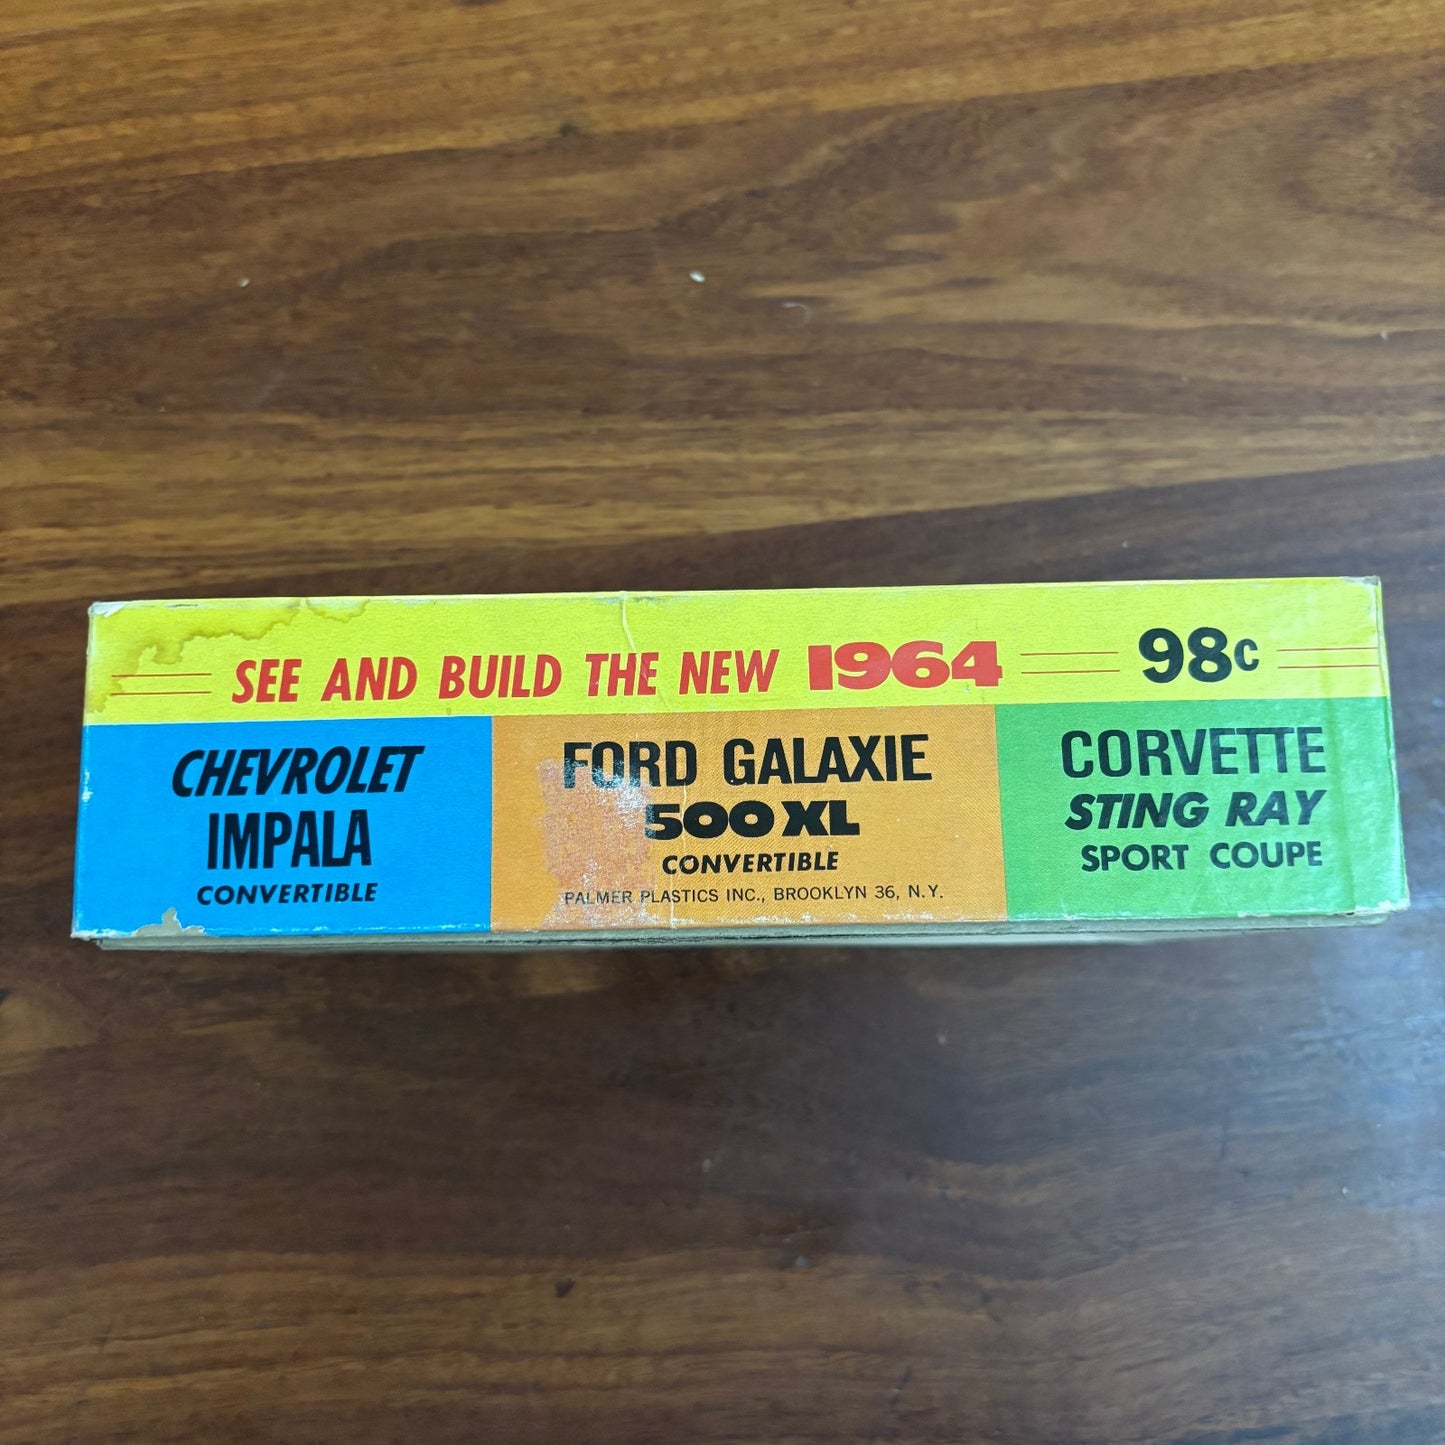 SEE AND BUILD THE NEW 1964 98c
CHEVROLET
IMPALA
CONVERTIBLE
FORD GALAXIE
500 XL
CONVERTIBLE
PALMER PLASTICS INC., BROOKLYN 36, N.Y.
CORVETTE
STING RAY
SPORT COUPE